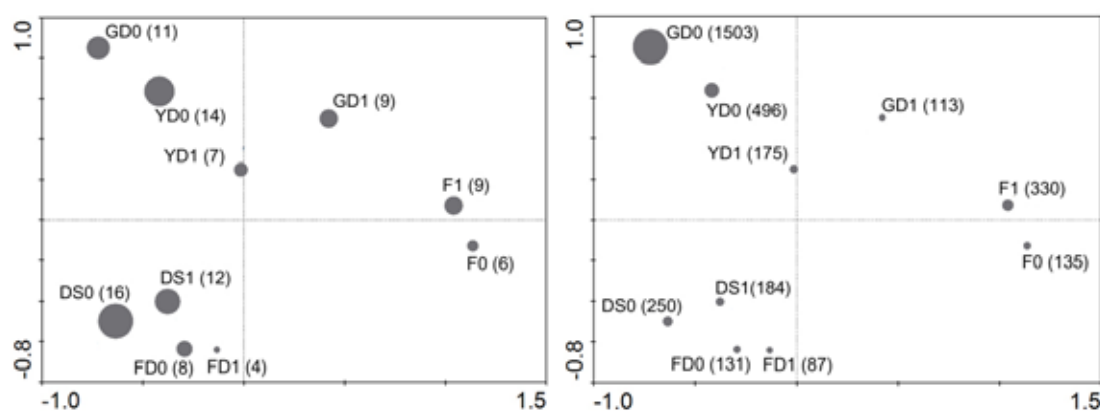 1.0
GD0 (11)
YD0 (14)
GD1 (9)
YD1 (7)
F1 (9)
F0 (6)
DS1 (12)
DS0 (16)
FD0 (8)
FD1 (4)
-0.8
-1.0
1.5
1.0
GD0 (1503)
YD0 (496)
GD1 (113)
YD1 (175)
F1 (330)
F0 (135)
DS1(184)
DS0 (250)
FD0 (131)
FD1 (87)
-0.8
-1.0
1.5